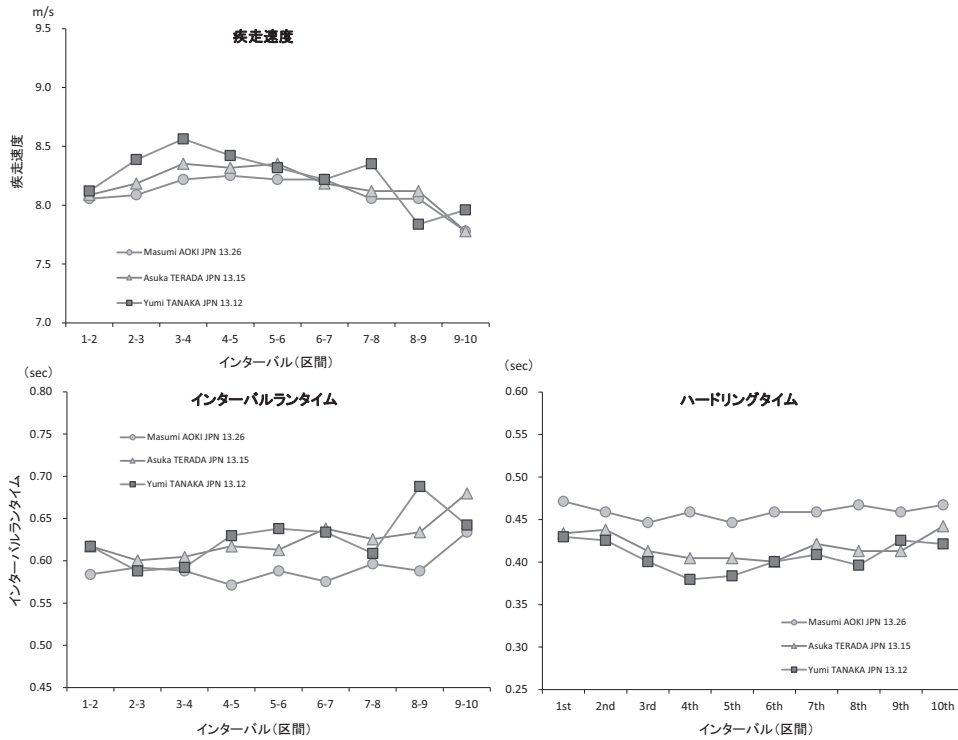 m/s
疾走速度
9.5
9.0
8.5
8.0
7.5
7.0
疾走速度
Masumi AOKI JPN 13.26
Asuka TERADA JPN 13.15
Yumi TANAKA JPN 13.12
1-2 2-3 3-4 4-5 5-6 6-7 7-8 8-9 9-10
インターバル(区間)
(sec)
インターバルランタイム
0.80
0.75
0.70
0.65
0.60
0.55
0.50
0.45
インターバルランタイム
Masumi AOKI JPN 13.26
Asuka TERADA JPN 13.15
Yumi TANAKA JPN 13.12
1-2 2-3 3-4 4-5 5-6 6-7 7-8 8-9 9-10
インターバル(区間)
(sec)
ハードリングタイム
0.60
0.55
0.50
0.45
0.40
0.35
0.30
0.25
Masumi AOKI JPN 13.26
Asuka TERADA JPN 13.15
Yumi TANAKA JPN 13.12
1st 2nd 3rd 4th 5th 6th 7th 8th 9th 10th
インターバル(区間)